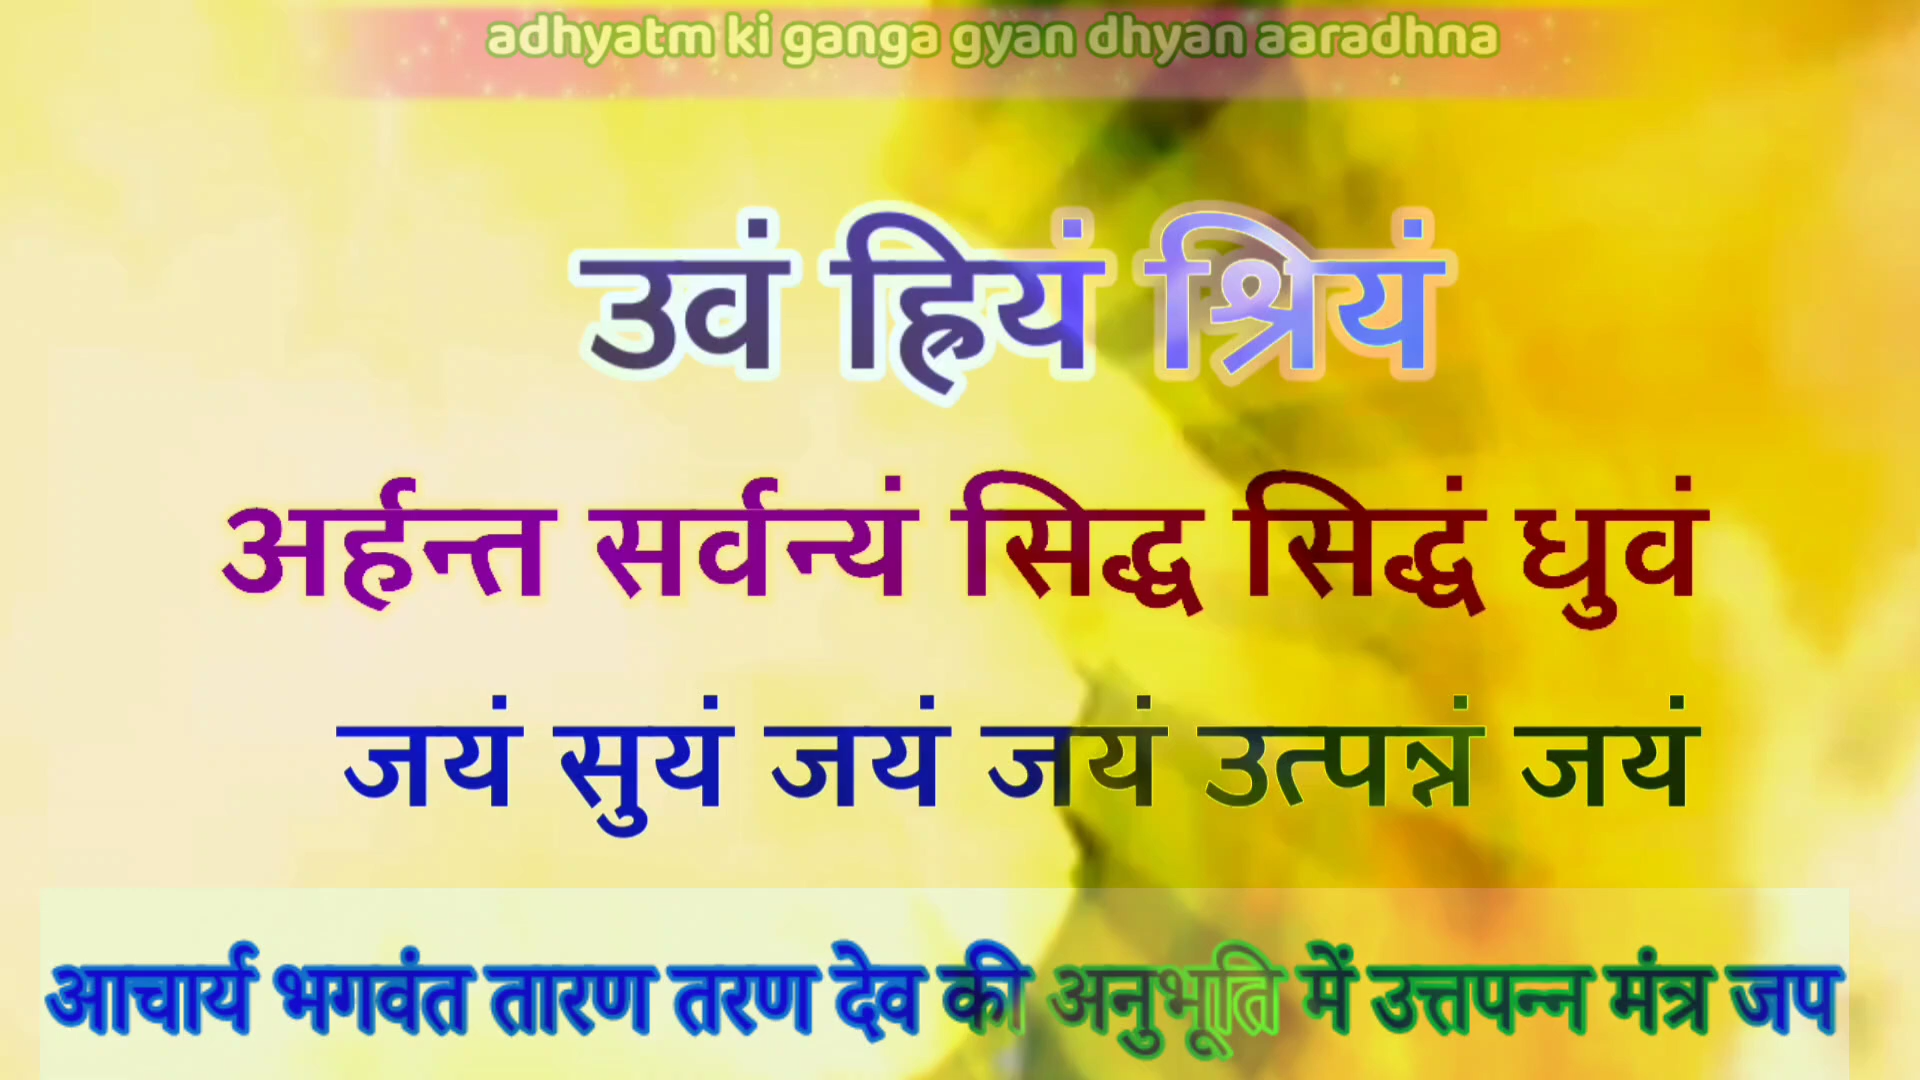 adhyatm ki ganga gyan dhyan aaradhna
उवं ह्रियं श्रियं
अर्हन्त सर्वन्यं सिद्ध सिद्धं धुवं
जयं सुयं जयं जयं उत्पन्नं जयं
आचार्य भगवंत तारण तरण देव की अनुभूति में उत्तपन्न मंत्र जप